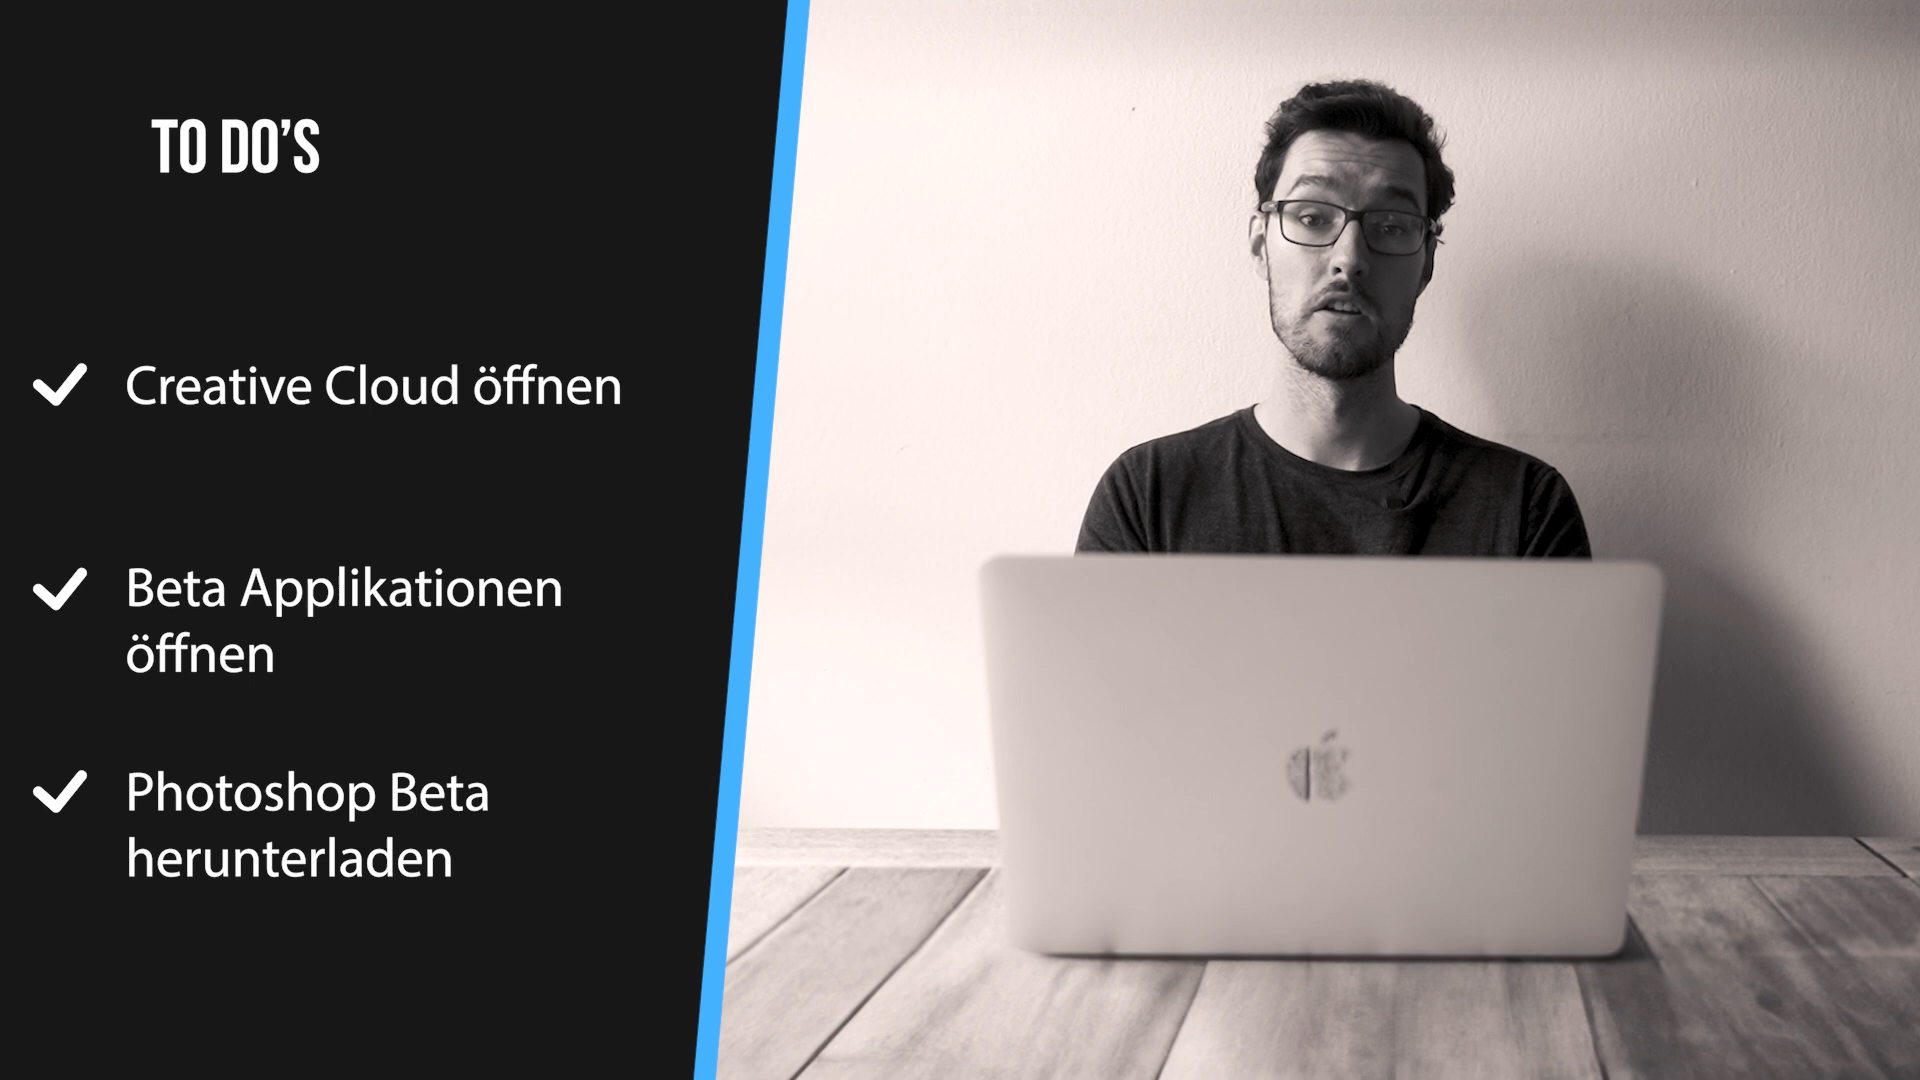 TO DO’S
Creative Cloud öffnen
Beta Applikationen
öffnen
Photoshop Beta
herunterladen